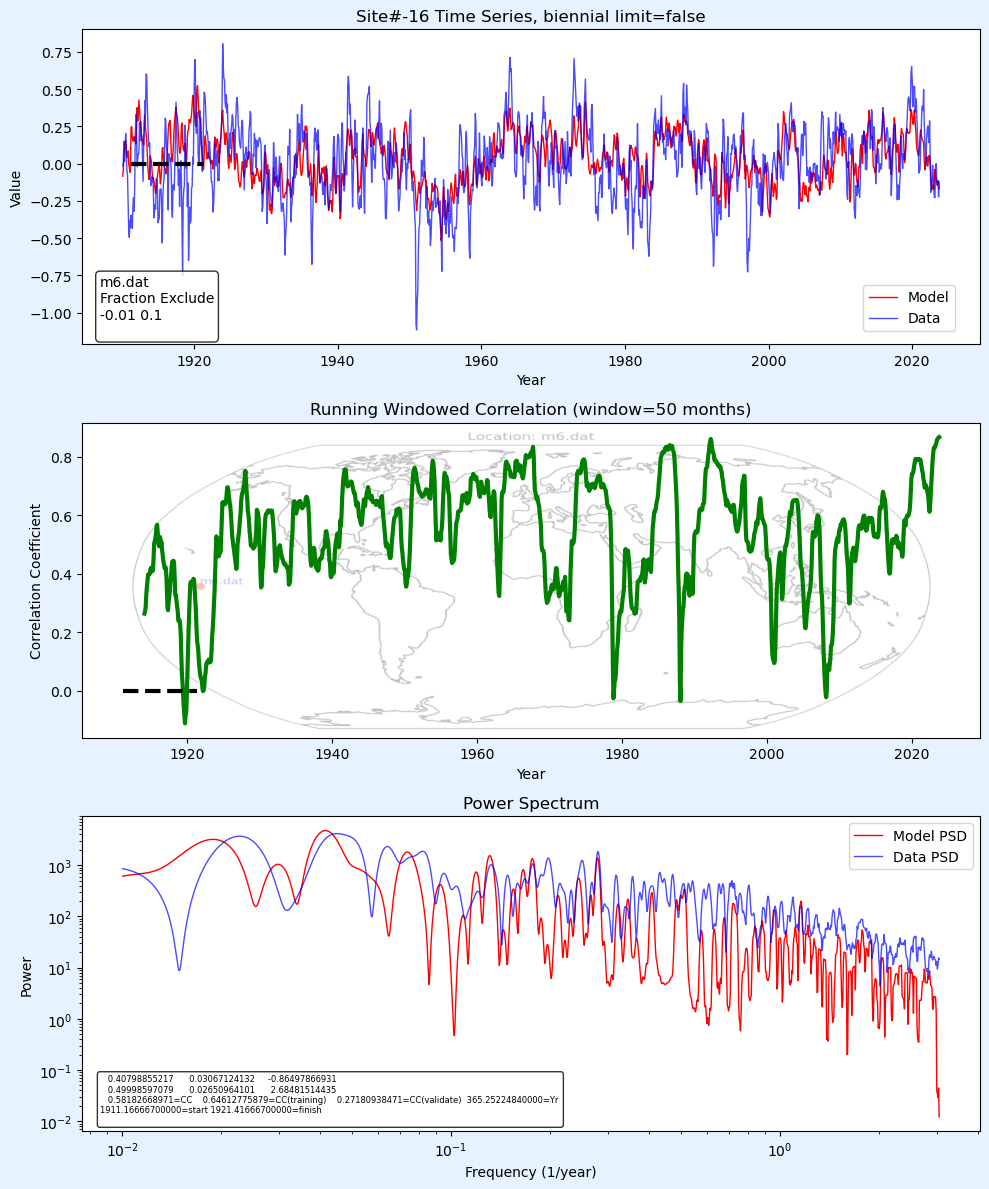 Site#-16 Time Series, biennial limit=false
Value
0.75
0.50
0.25
0.00
−0.25
−0.50
−0.75
−1.00
m6.dat
Fraction Exclude
-0.01 0.1
Model
Data
1920
1940
1960
1980
2000
2020
Year
Running Windowed Correlation (window=50 months)
Location: m6.dat
Correlation Coefficient
0.8
0.6
0.4
0.2
0.0
m6.dat
1920
1940
1960
1980
2000
2020
Year
Power Spectrum
Power
10³
10²
10¹
10⁰
10⁻¹
10⁻²
Model PSD
Data PSD
0.40798855217 0.03067124132 -0.86497866931
0.49998597079 0.02650964101 2.68481514435
0.58182668971=CC 0.64612775879=CC(training) 0.27180938471=CC(validate) 365.25224840000=Yr
1911.16666700000=start 1921.41666700000=finish
10⁻²
10⁻¹
10⁰
Frequency (1/year)